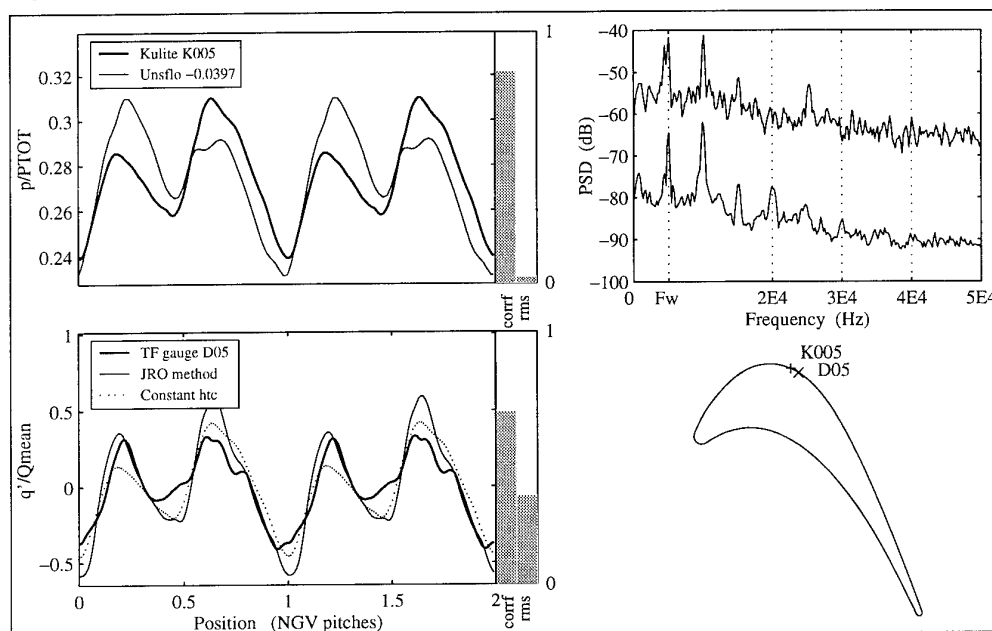 Kulite K005
Unsflo -0.0397
0.32
0.3
0.28
0.26
0.24
p/PTOT
1
0
corrf
rms
-40
-50
-60
-70
-80
-90
-100
PSD (dB)
0 Fw 2E4 3E4 4E4 5E4
Frequency (Hz)
TF gauge D05
JRO method
Constant htc
1
0.5
0
-0.5
q'/Qmean
0 0.5 1 1.5 2
Position (NGV pitches)
1
0
corrf
rms
K005
D05